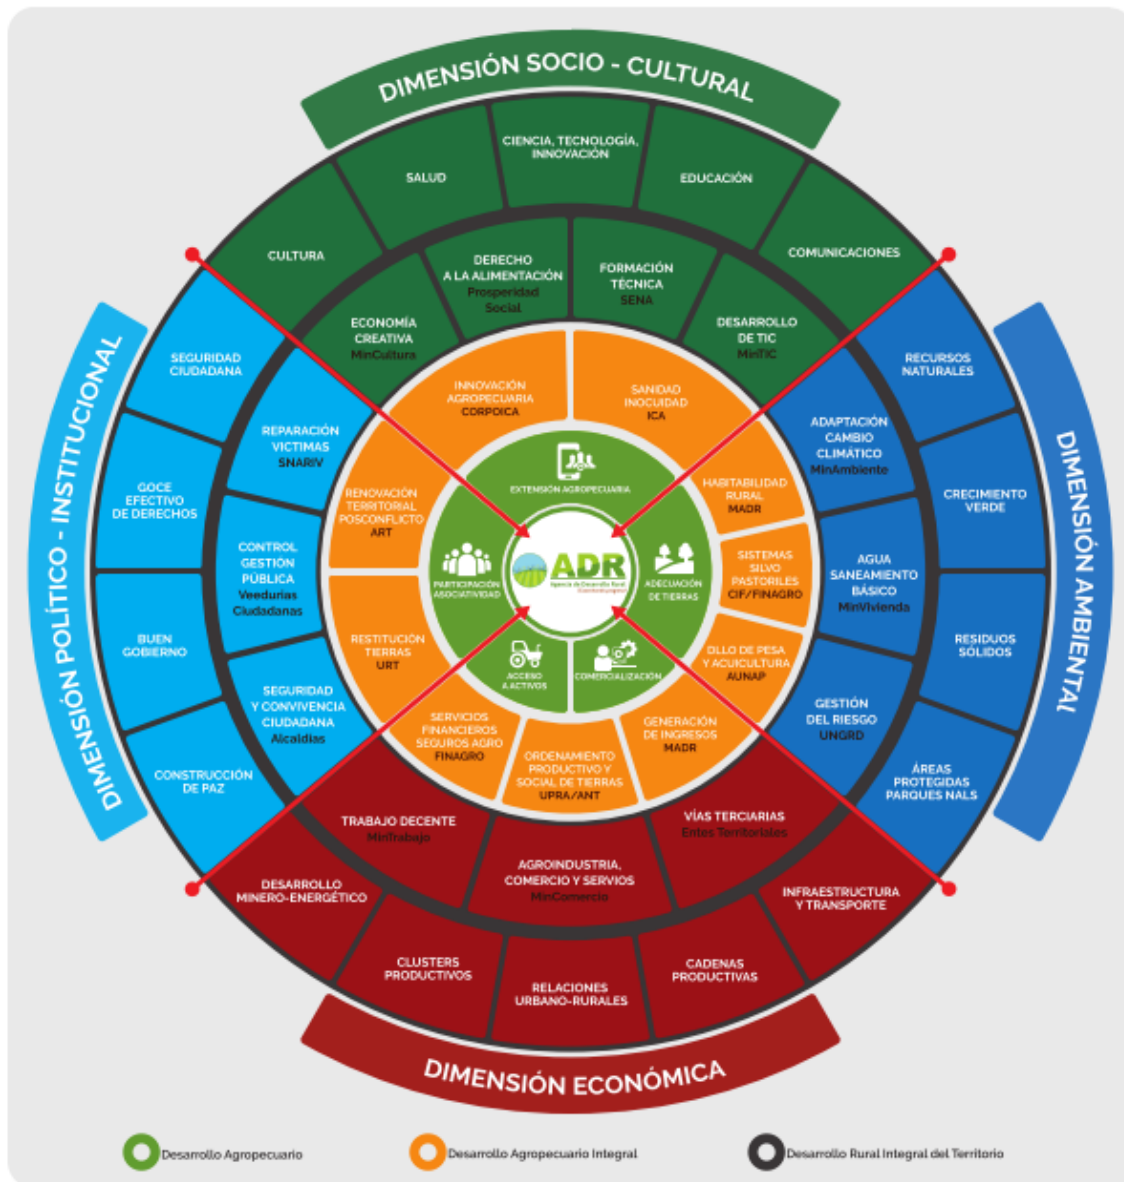 DIMENSIÓN SOCIO - CULTURAL
CULTURA
SALUD
CIENCIA, TECNOLOGÍA,
INNOVACIÓN
EDUCACIÓN
COMUNICACIONES
ECONOMÍA
CREATIVA
MinCultura
DERECHO
A LA ALIMENTACIÓN
Prosperidad
Social
FORMACIÓN
TÉCNICA
SENA
DESARROLLO
DE TIC
MinTIC
DIMENSIÓN AMBIENTAL
RECURSOS
NATURALES
CRECIMIENTO
VERDE
RESIDUOS
SÓLIDOS
ÁREAS
PROTEGIDAS
PARQUES NALS
ADAPTACIÓN
CAMBIO
CLIMÁTICO
MinAmbiente
AGUA
SANEAMIENTO
BÁSICO
MinVivienda
GESTIÓN
DEL RIESGO
UNGRD
DIMENSIÓN ECONÓMICA
INFRAESTRUCTURA
Y TRANSPORTE
CADENAS
PRODUCTIVAS
RELACIONES
URBANO-RURALES
CLUSTERS
PRODUCTIVOS
DESARROLLO
MINERO-ENERGÉTICO
VÍAS TERCIARIAS
Entes Territoriales
AGROINDUSTRIA,
COMERCIO Y SERVIOS
MinComercio
TRABAJO DECENTE
MinTrabajo
DIMENSIÓN POLÍTICO - INSTITUCIONAL
SEGURIDAD
CIUDADANA
GOCE
EFECTIVO
DE DERECHOS
BUEN
GOBIERNO
CONSTRUCCIÓN
DE PAZ
REPARACIÓN
VICTIMAS
SNARIV
CONTROL
GESTIÓN
PÚBLICA
Veedurias
Ciudadanas
SEGURIDAD
Y CONVIVENCIA
CIUDADANA
Alcaldías
INNOVACIÓN
AGROPECUARIA
CORPOICA
SANIDAD
INOCUIDAD
ICA
HABITABILIDAD
RURAL
MADR
SISTEMAS
SILVO
PASTORILES
CIF/FINAGRO
DLLO DE PESA
Y ACUICULTURA
AUNAP
GENERACIÓN
DE INGRESOS
MADR
ORDENAMIENTO
PRODUCTIVO Y
SOCIAL DE TIERRAS
UPRA/ANT
SERVICIOS
FINANCIEROS
SEGUROS AGRO
FINAGRO
RESTITUCIÓN
TIERRAS
URT
RENOVACIÓN
TERRITORIAL
POSCONFLICTO
ART
EXTENSIÓN AGROPECUARIA
ADECUACIÓN
DE TIERRAS
COMERCIALIZACIÓN
ACCESO
A ACTIVOS
PARTICIPACIÓN
ASOCIATIVIDAD
ADR
Agencia de Desarrollo Rural
Desarrollo Agropecuario
Desarrollo Agropecuario Integral
Desarrollo Rural Integral del Territorio